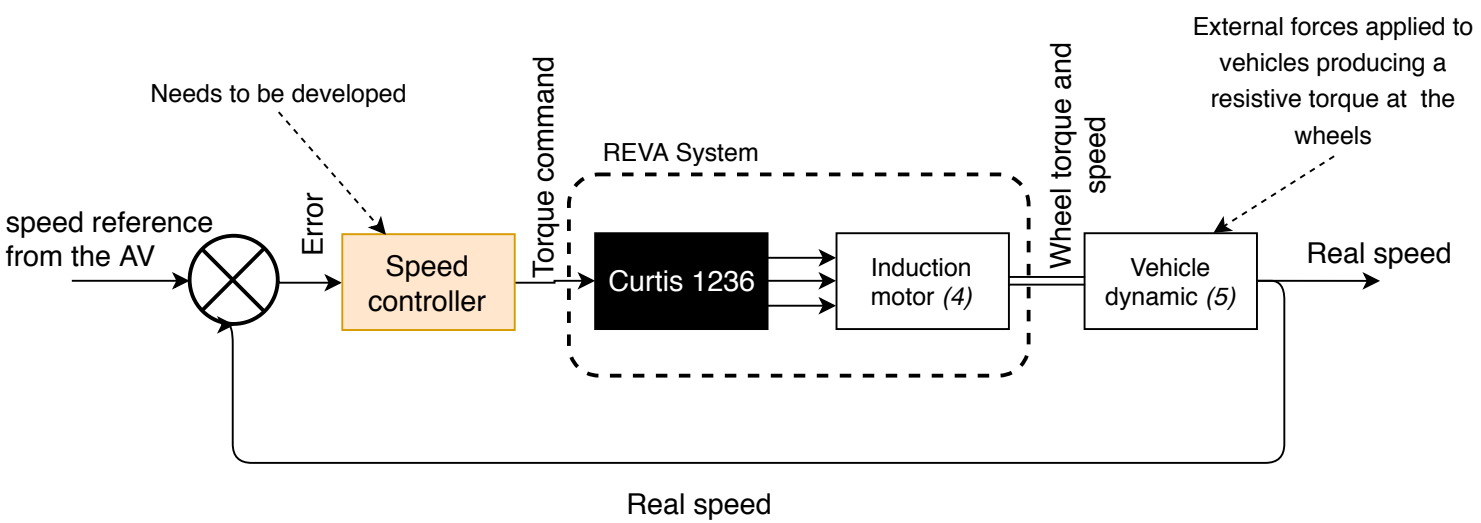 External forces applied to
vehicles producing a
resistive torque at the
wheels
Needs to be developed
REVA System
Wheel torque and
speed
Torque command
Error
speed reference
from the AV
Speed
controller
Curtis 1236
Induction
motor (4)
Vehicle
dynamic (5)
Real speed
Real speed